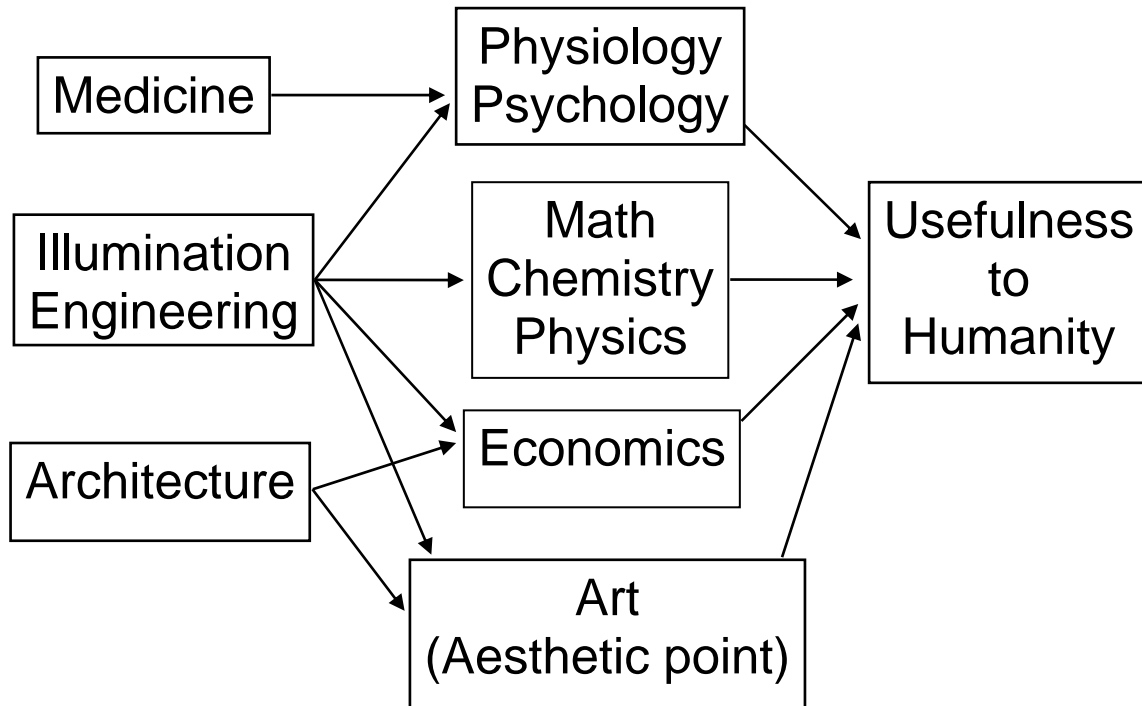 Medicine
Illumination
Engineering
Architecture
Physiology
Psychology
Math
Chemistry
Physics
Economics
Art
(Aesthetic point)
Usefulness
to
Humanity